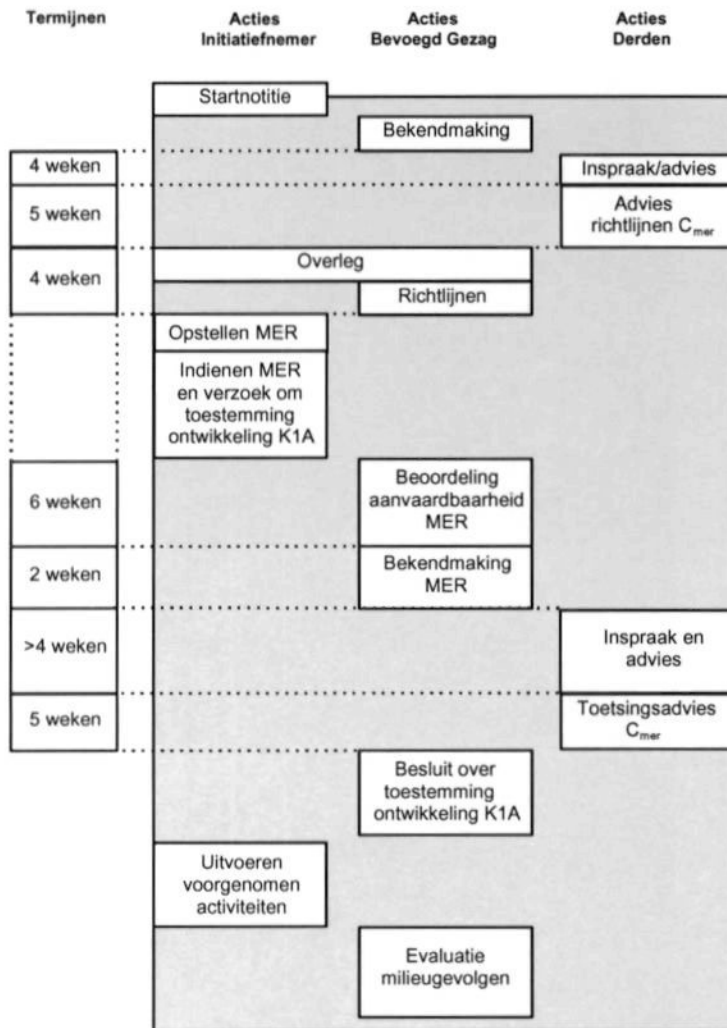 Termijnen
Acties
Initiatiefnemer
Acties
Bevoegd Gezag
Acties
Derden
Startnotitie
Bekendmaking
4 weken
Inspraak/advies
5 weken
Advies
richtlijnen Cmer
4 weken
Overleg
Richtlijnen
Opstellen MER
Indienen MER
en verzoek om
toestemming
ontwikkeling K1A
6 weken
Beoordeling
aanvaardbaarheid
MER
2 weken
Bekendmaking
MER
>4 weken
Inspraak en
advies
5 weken
Toetsingsadvies
Cmer
Besluit over
toestemming
ontwikkeling K1A
Uitvoeren
voorgenomen
activiteiten
Evaluatie
milieugevolgen